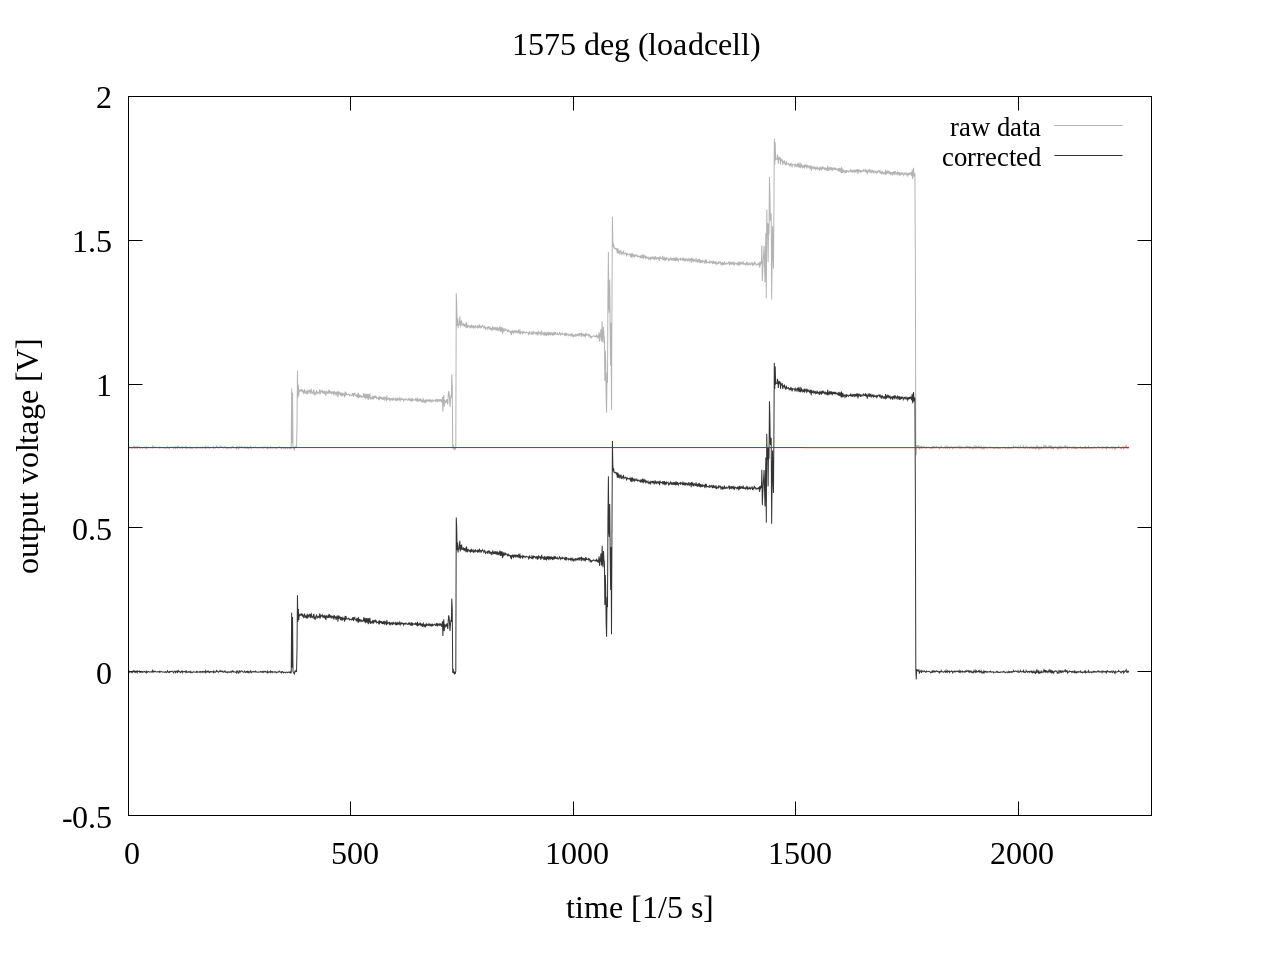 1575 deg (loadcell)
raw data
corrected
2
1.5
1
0.5
0
-0.5
output voltage [V]
0 500 1000 1500 2000
time [1/5 s]